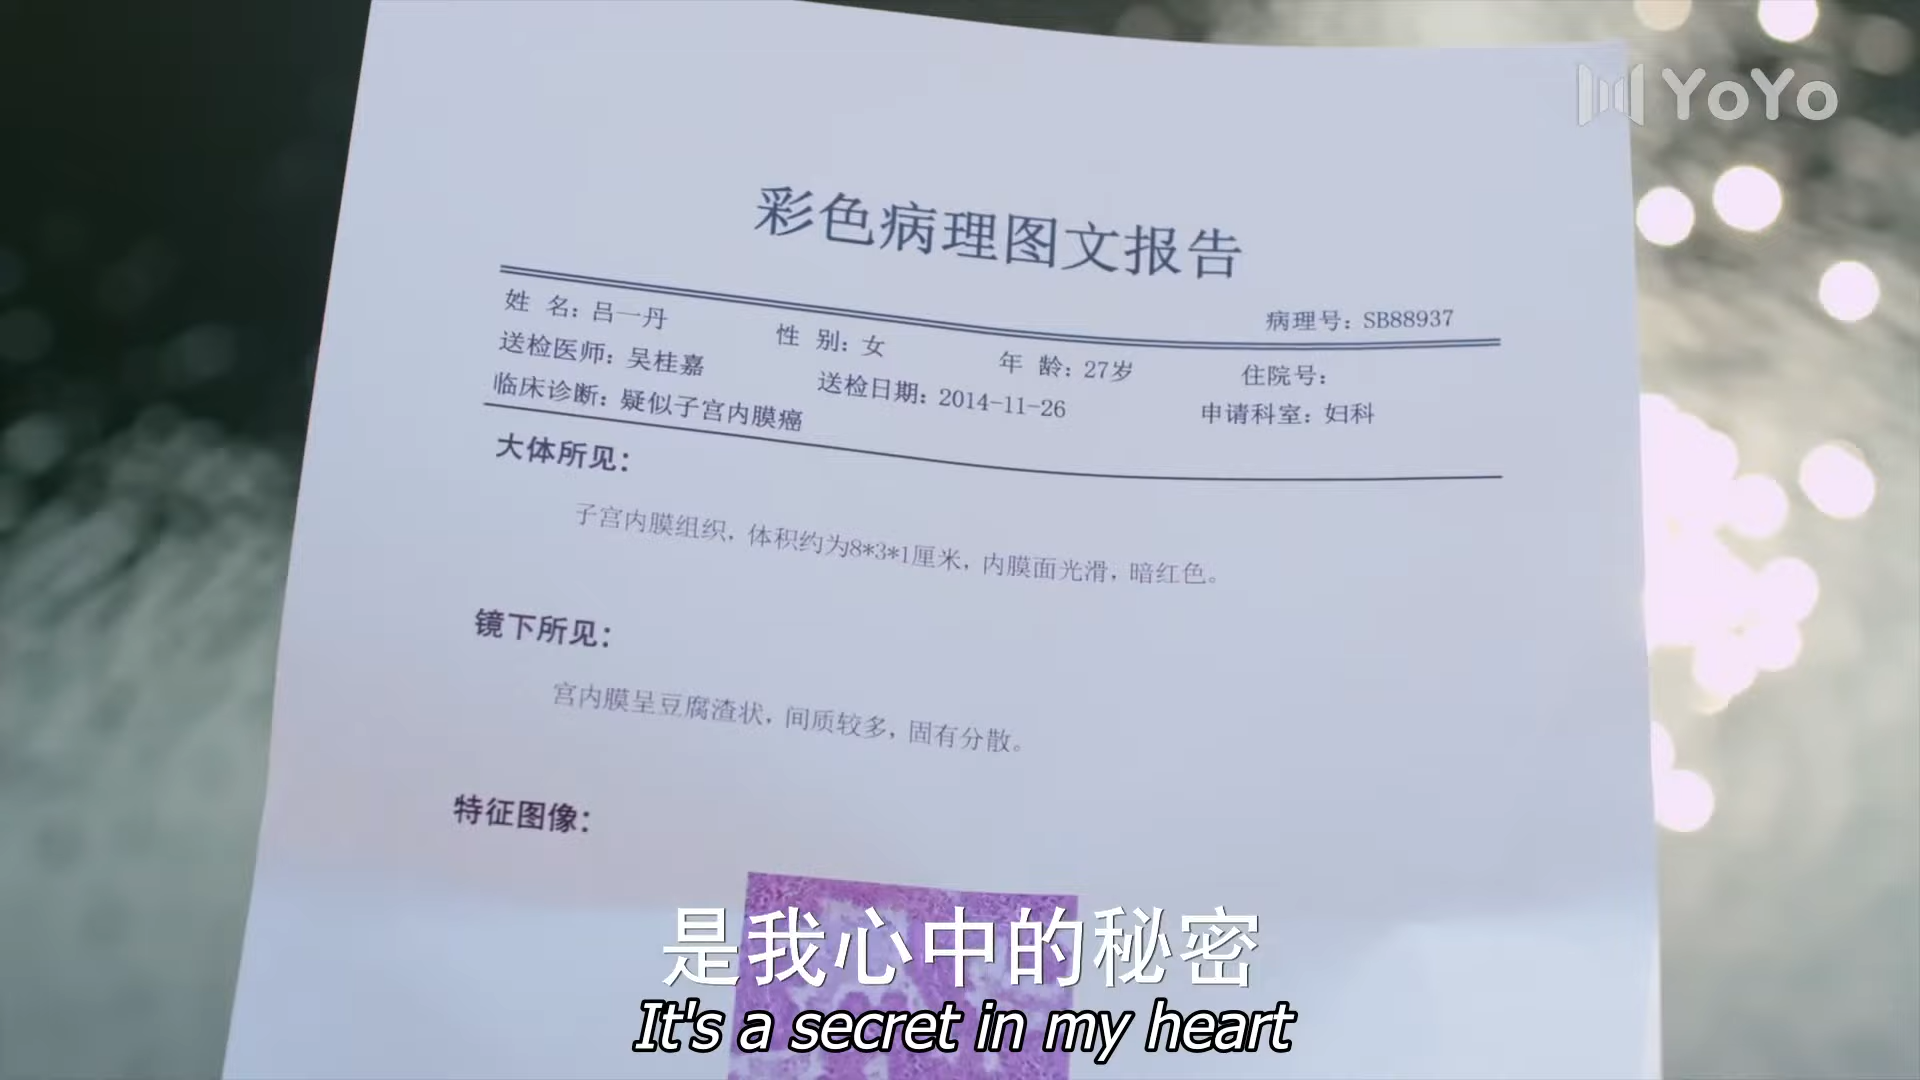 YoYo
彩色病理图文报告
病理号：SB88937
姓 名：吕一丹 性 别：女 年 龄：27岁 住院号：
送检医师：吴桂嘉 送检日期：2014-11-26 申请科室：妇科
临床诊断：疑似子宫内膜癌
大体所见：
子宫内膜组织，体积约为8*3*1厘米，内膜面光滑，暗红色。
镜下所见：
宫内膜呈豆腐渣状，间质较多，固有分散。
特征图像：
是我心中的秘密
It's a secret in my heart